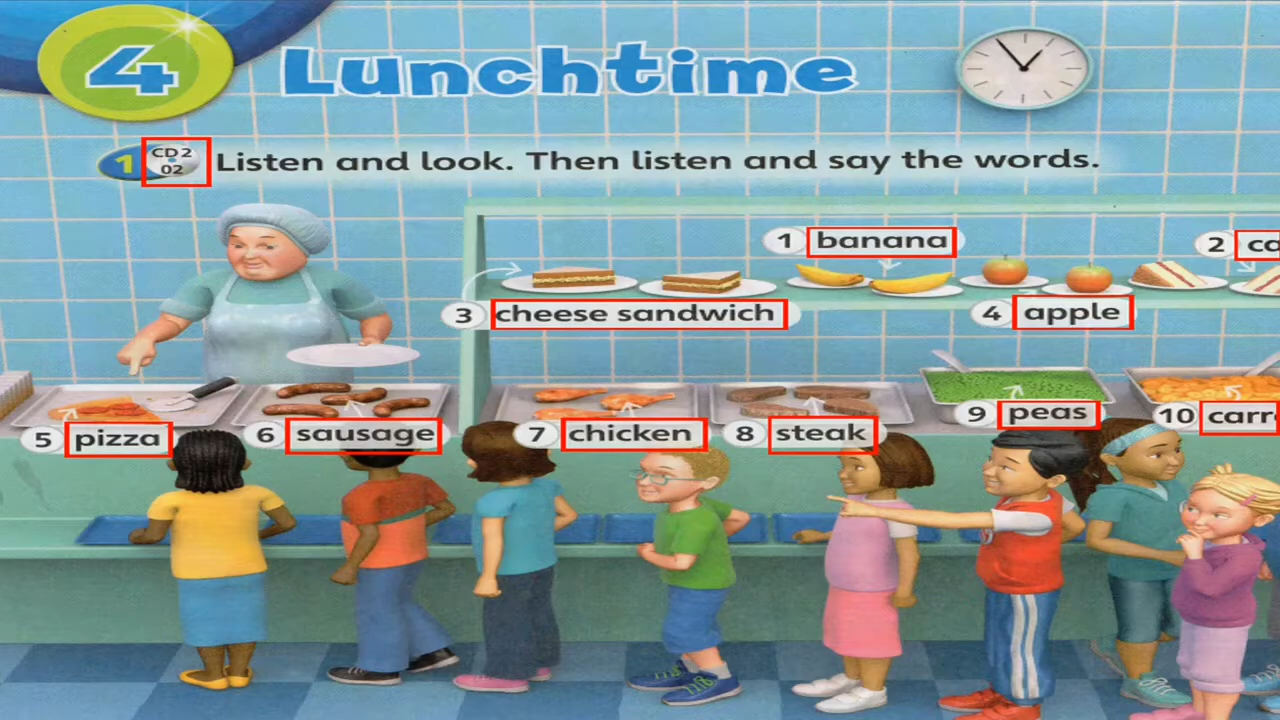 4 Lunchtime
1 CD2 02 Listen and look. Then listen and say the words.
1 banana
2
3 cheese sandwich
4 apple
5 pizza
6 sausage
7 chicken
8 steak
9 peas
10